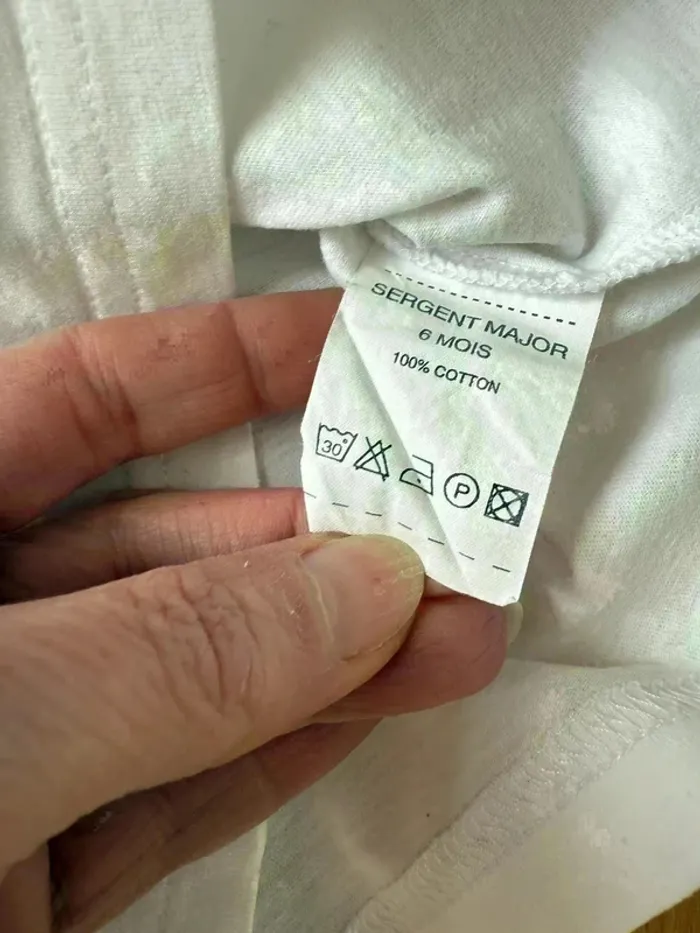 SERGENT MAJOR
6 MOIS
100% COTTON
30°
P